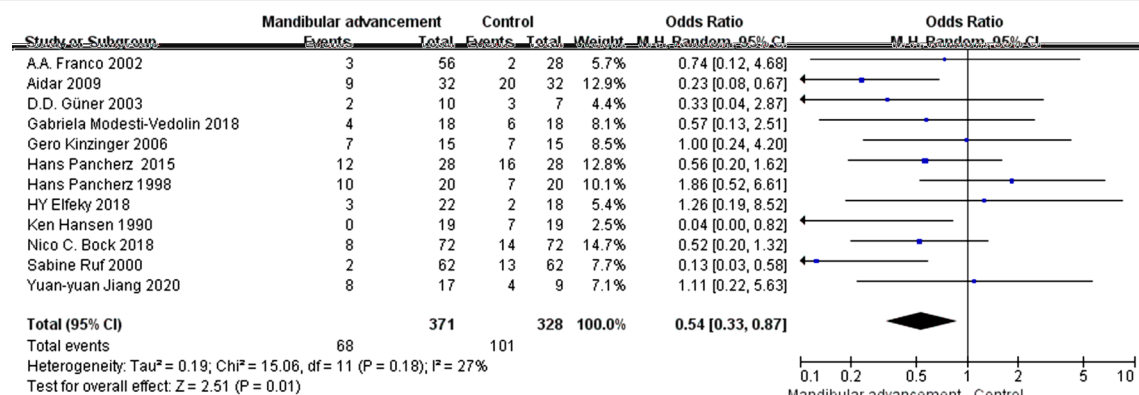 Mandibular advancement Control Odds Ratio Odds Ratio
Study or Subgroup Events Total Events Total Weight M-H, Random, 95% CI M-H, Random, 95% CI
A.A. Franco 2002 3 56 2 28 5.7% 0.74 [0.12, 4.68]
Aidar 2009 9 32 20 32 12.9% 0.23 [0.08, 0.67]
D.D. Güner 2003 2 10 3 7 4.4% 0.33 [0.04, 2.87]
Gabriela Modesti-Vedolin 2018 4 18 6 18 8.1% 0.57 [0.13, 2.51]
Gero Kinzinger 2006 7 15 7 15 8.5% 1.00 [0.24, 4.20]
Hans Pancherz 2015 12 28 16 28 12.8% 0.56 [0.20, 1.62]
Hans Pancherz 1998 10 20 7 20 10.1% 1.86 [0.52, 6.61]
HY Elfeky 2018 3 22 2 18 5.4% 1.26 [0.19, 8.52]
Ken Hansen 1990 0 19 7 19 2.5% 0.04 [0.00, 0.82]
Nico C. Bock 2018 8 72 14 72 14.7% 0.52 [0.20, 1.32]
Sabine Ruf 2000 2 62 13 62 7.7% 0.13 [0.03, 0.58]
Yuan-yuan Jiang 2020 8 17 4 9 7.1% 1.11 [0.22, 5.63]
Total (95% CI) 371 328 100.0% 0.54 [0.33, 0.87]
Total events 68 101
Heterogeneity: Tau² = 0.19; Chi² = 15.06, df = 11 (P = 0.18); I² = 27%
Test for overall effect: Z = 2.51 (P = 0.01)
0.1 0.2 0.5 1 2 5 10
Mandibular advancement Control